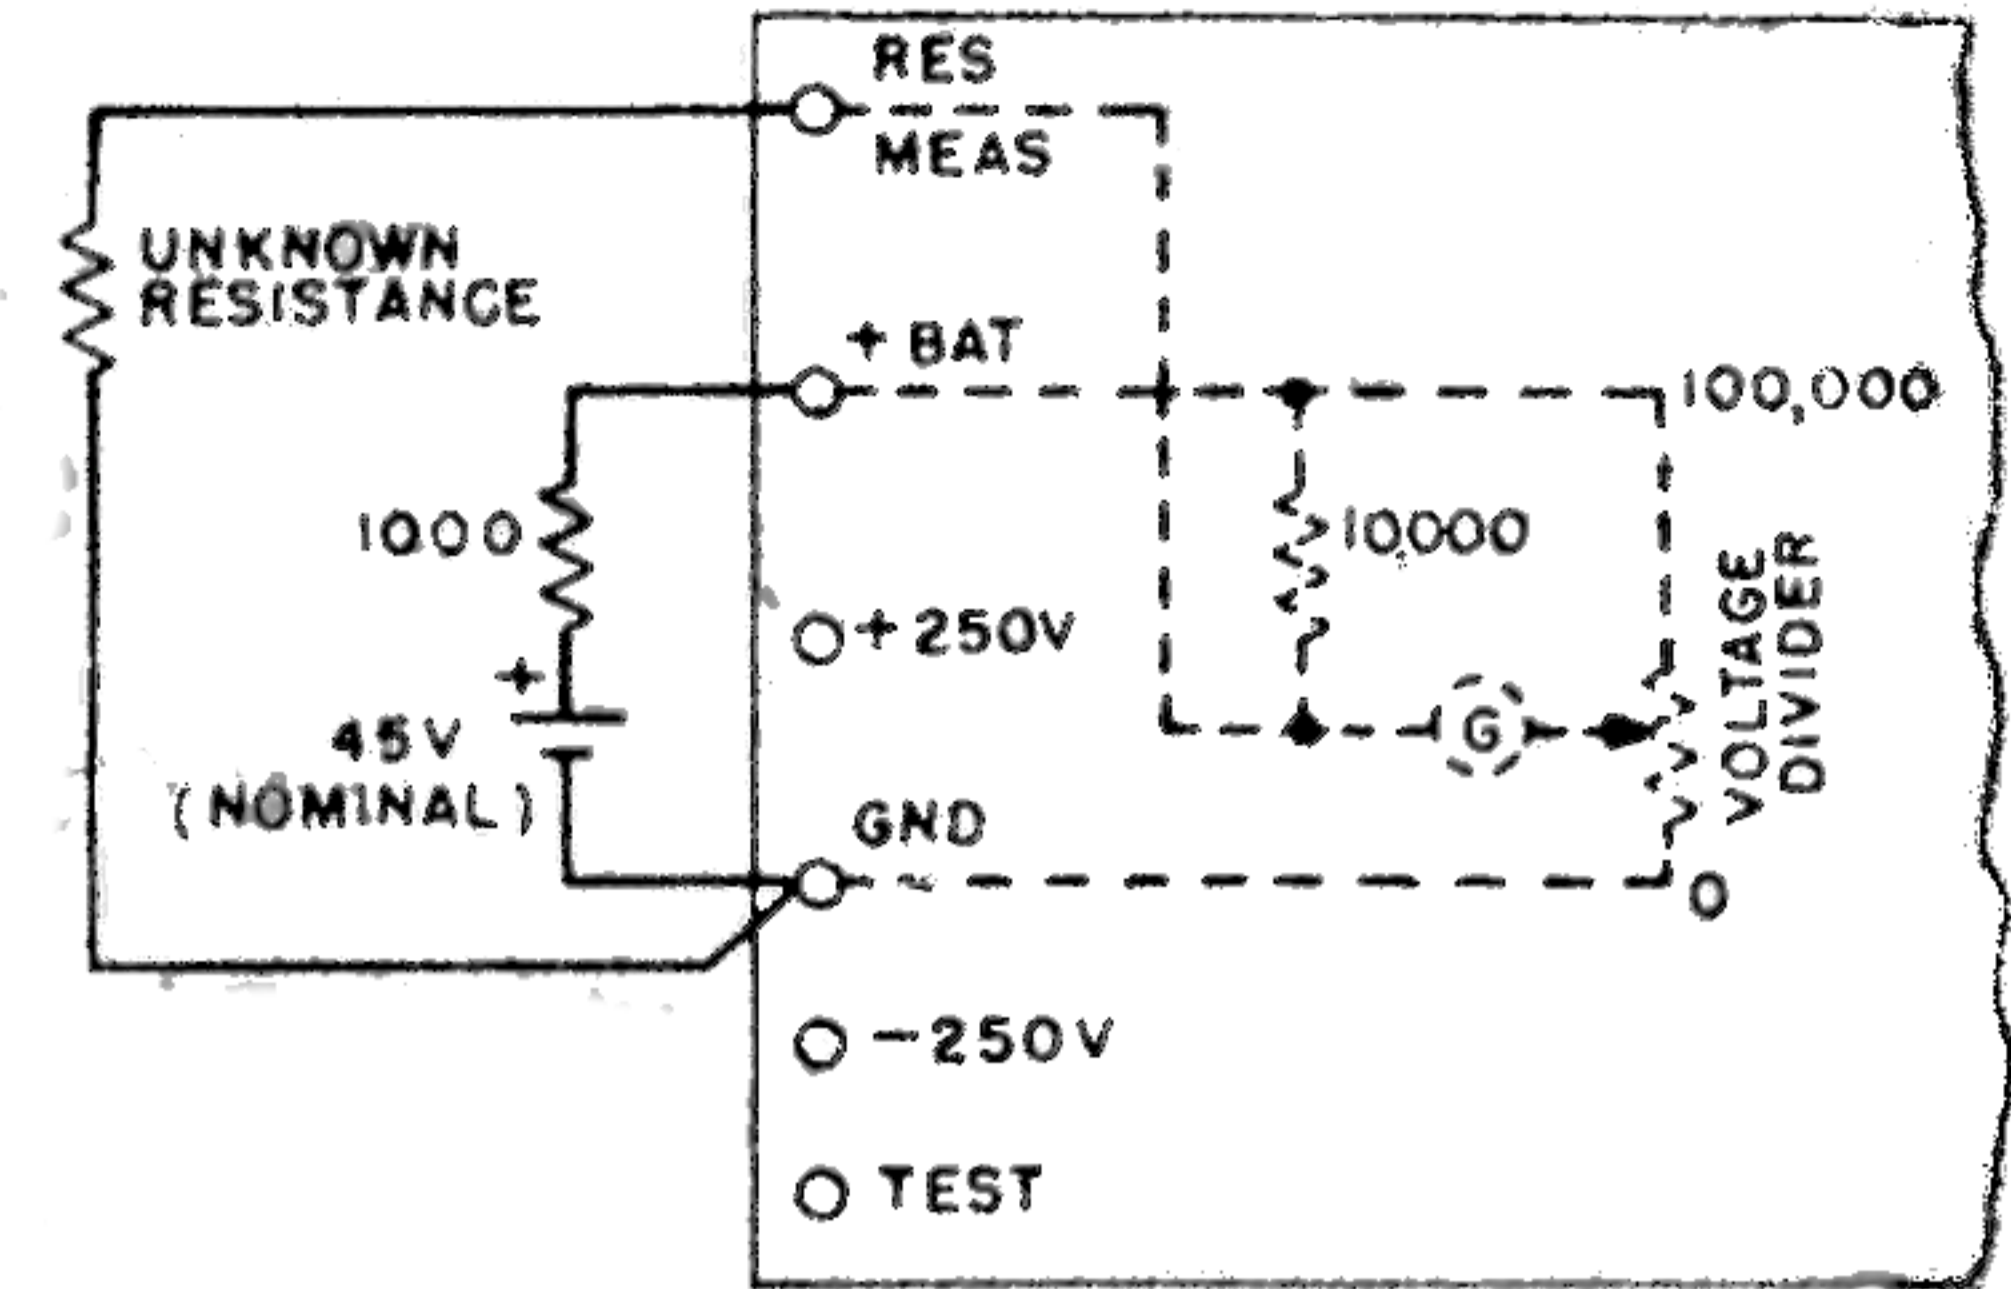 RES
MEAS
UNKNOWN
RESISTANCE
+ BAT
100,000
1000
10,000
+250V
VOLTAGE
DIVIDER
+
45V
(NOMINAL)
G
GND
0
-250V
TEST